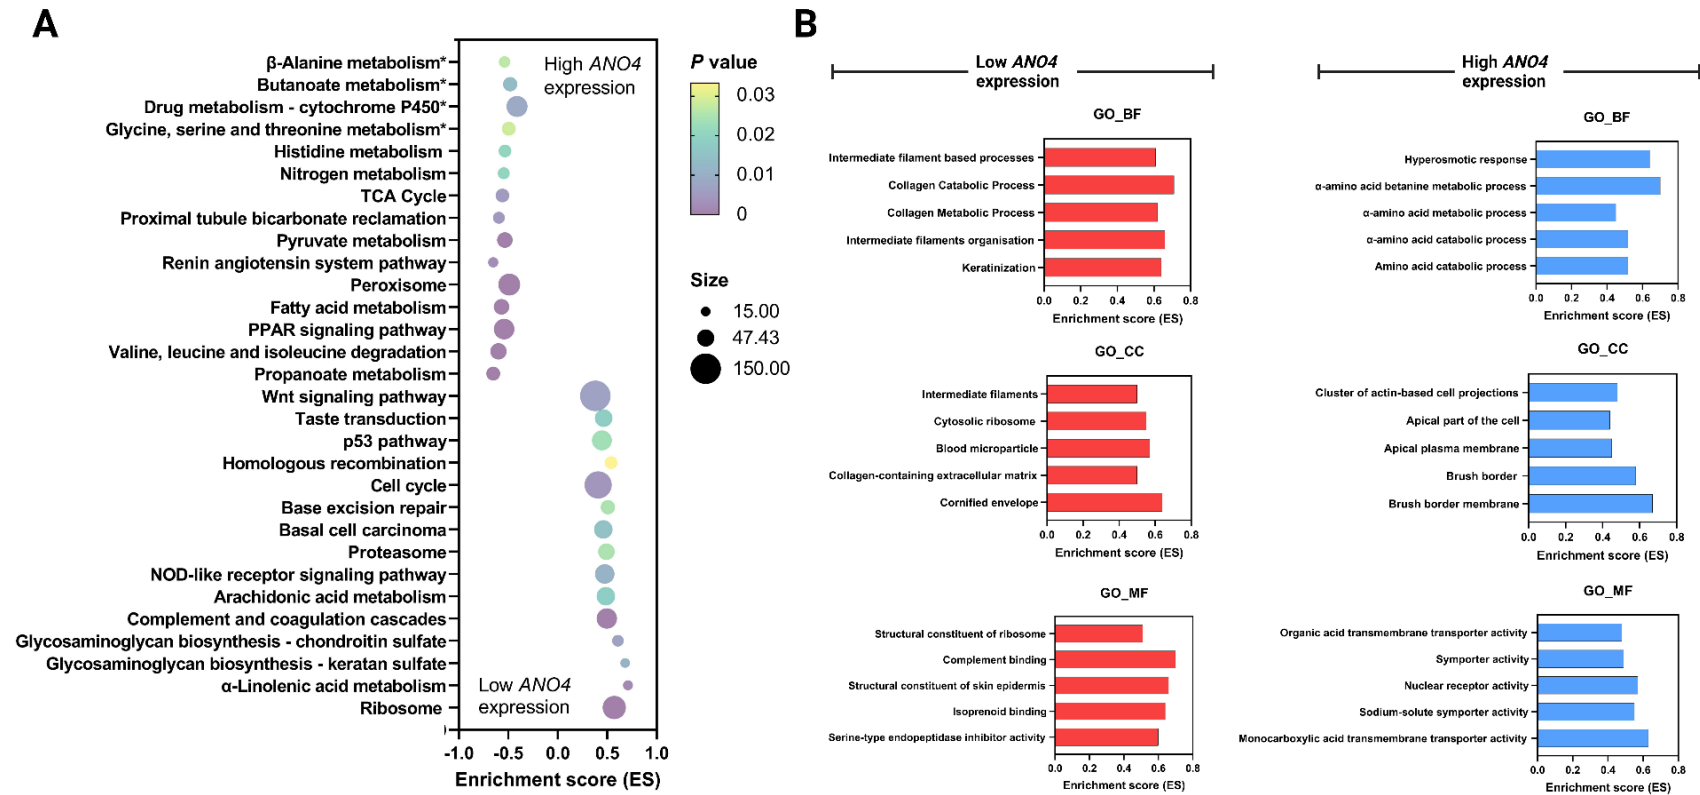 A
β-Alanine metabolism*
Butanoate metabolism*
Drug metabolism - cytochrome P450*
Glycine, serine and threonine metabolism*
Histidine metabolism
Nitrogen metabolism
TCA Cycle
Proximal tubule bicarbonate reclamation
Pyruvate metabolism
Renin angiotensin system pathway
Peroxisome
Fatty acid metabolism
PPAR signaling pathway
Valine, leucine and isoleucine degradation
Propanoate metabolism
Wnt signaling pathway
Taste transduction
p53 pathway
Homologous recombination
Cell cycle
Base excision repair
Basal cell carcinoma
Proteasome
NOD-like receptor signaling pathway
Arachidonic acid metabolism
Complement and coagulation cascades
Glycosaminoglycan biosynthesis - chondroitin sulfate
Glycosaminoglycan biosynthesis - keratan sulfate
α-Linolenic acid metabolism
Ribosome
High ANO4
expression
Low ANO4
expression
-1.0 -0.5 0.0 0.5 1.0
Enrichment score (ES)
P value
0.03
0.02
0.01
0
Size
15.00
47.43
150.00
B
Low ANO4
expression
GO_BF
Intermediate filament based processes
Collagen Catabolic Process
Collagen Metabolic Process
Intermediate filaments organisation
Keratinization
0.0 0.2 0.4 0.6 0.8
Enrichment score (ES)
GO_CC
Intermediate filaments
Cytosolic ribosome
Blood microparticle
Collagen-containing extracellular matrix
Cornified envelope
0.0 0.2 0.4 0.6 0.8
Enrichment score (ES)
GO_MF
Structural constituent of ribosome
Complement binding
Structural constituent of skin epidermis
Isoprenoid binding
Serine-type endopeptidase inhibitor activity
0.0 0.2 0.4 0.6 0.8
Enrichment score (ES)
High ANO4
expression
GO_BF
Hyperosmotic response
α-amino acid betanine metabolic process
α-amino acid metabolic process
α-amino acid catabolic process
Amino acid catabolic process
0.0 0.2 0.4 0.6 0.8
Enrichment score (ES)
GO_CC
Cluster of actin-based cell projections
Apical part of the cell
Apical plasma membrane
Brush border
Brush border membrane
0.0 0.2 0.4 0.6 0.8
Enrichment score (ES)
GO_MF
Organic acid transmembrane transporter activity
Symporter activity
Nuclear receptor activity
Sodium-solute symporter activity
Monocarboxylic acid transmembrane transporter activity
0.0 0.2 0.4 0.6 0.8
Enrichment score (ES)